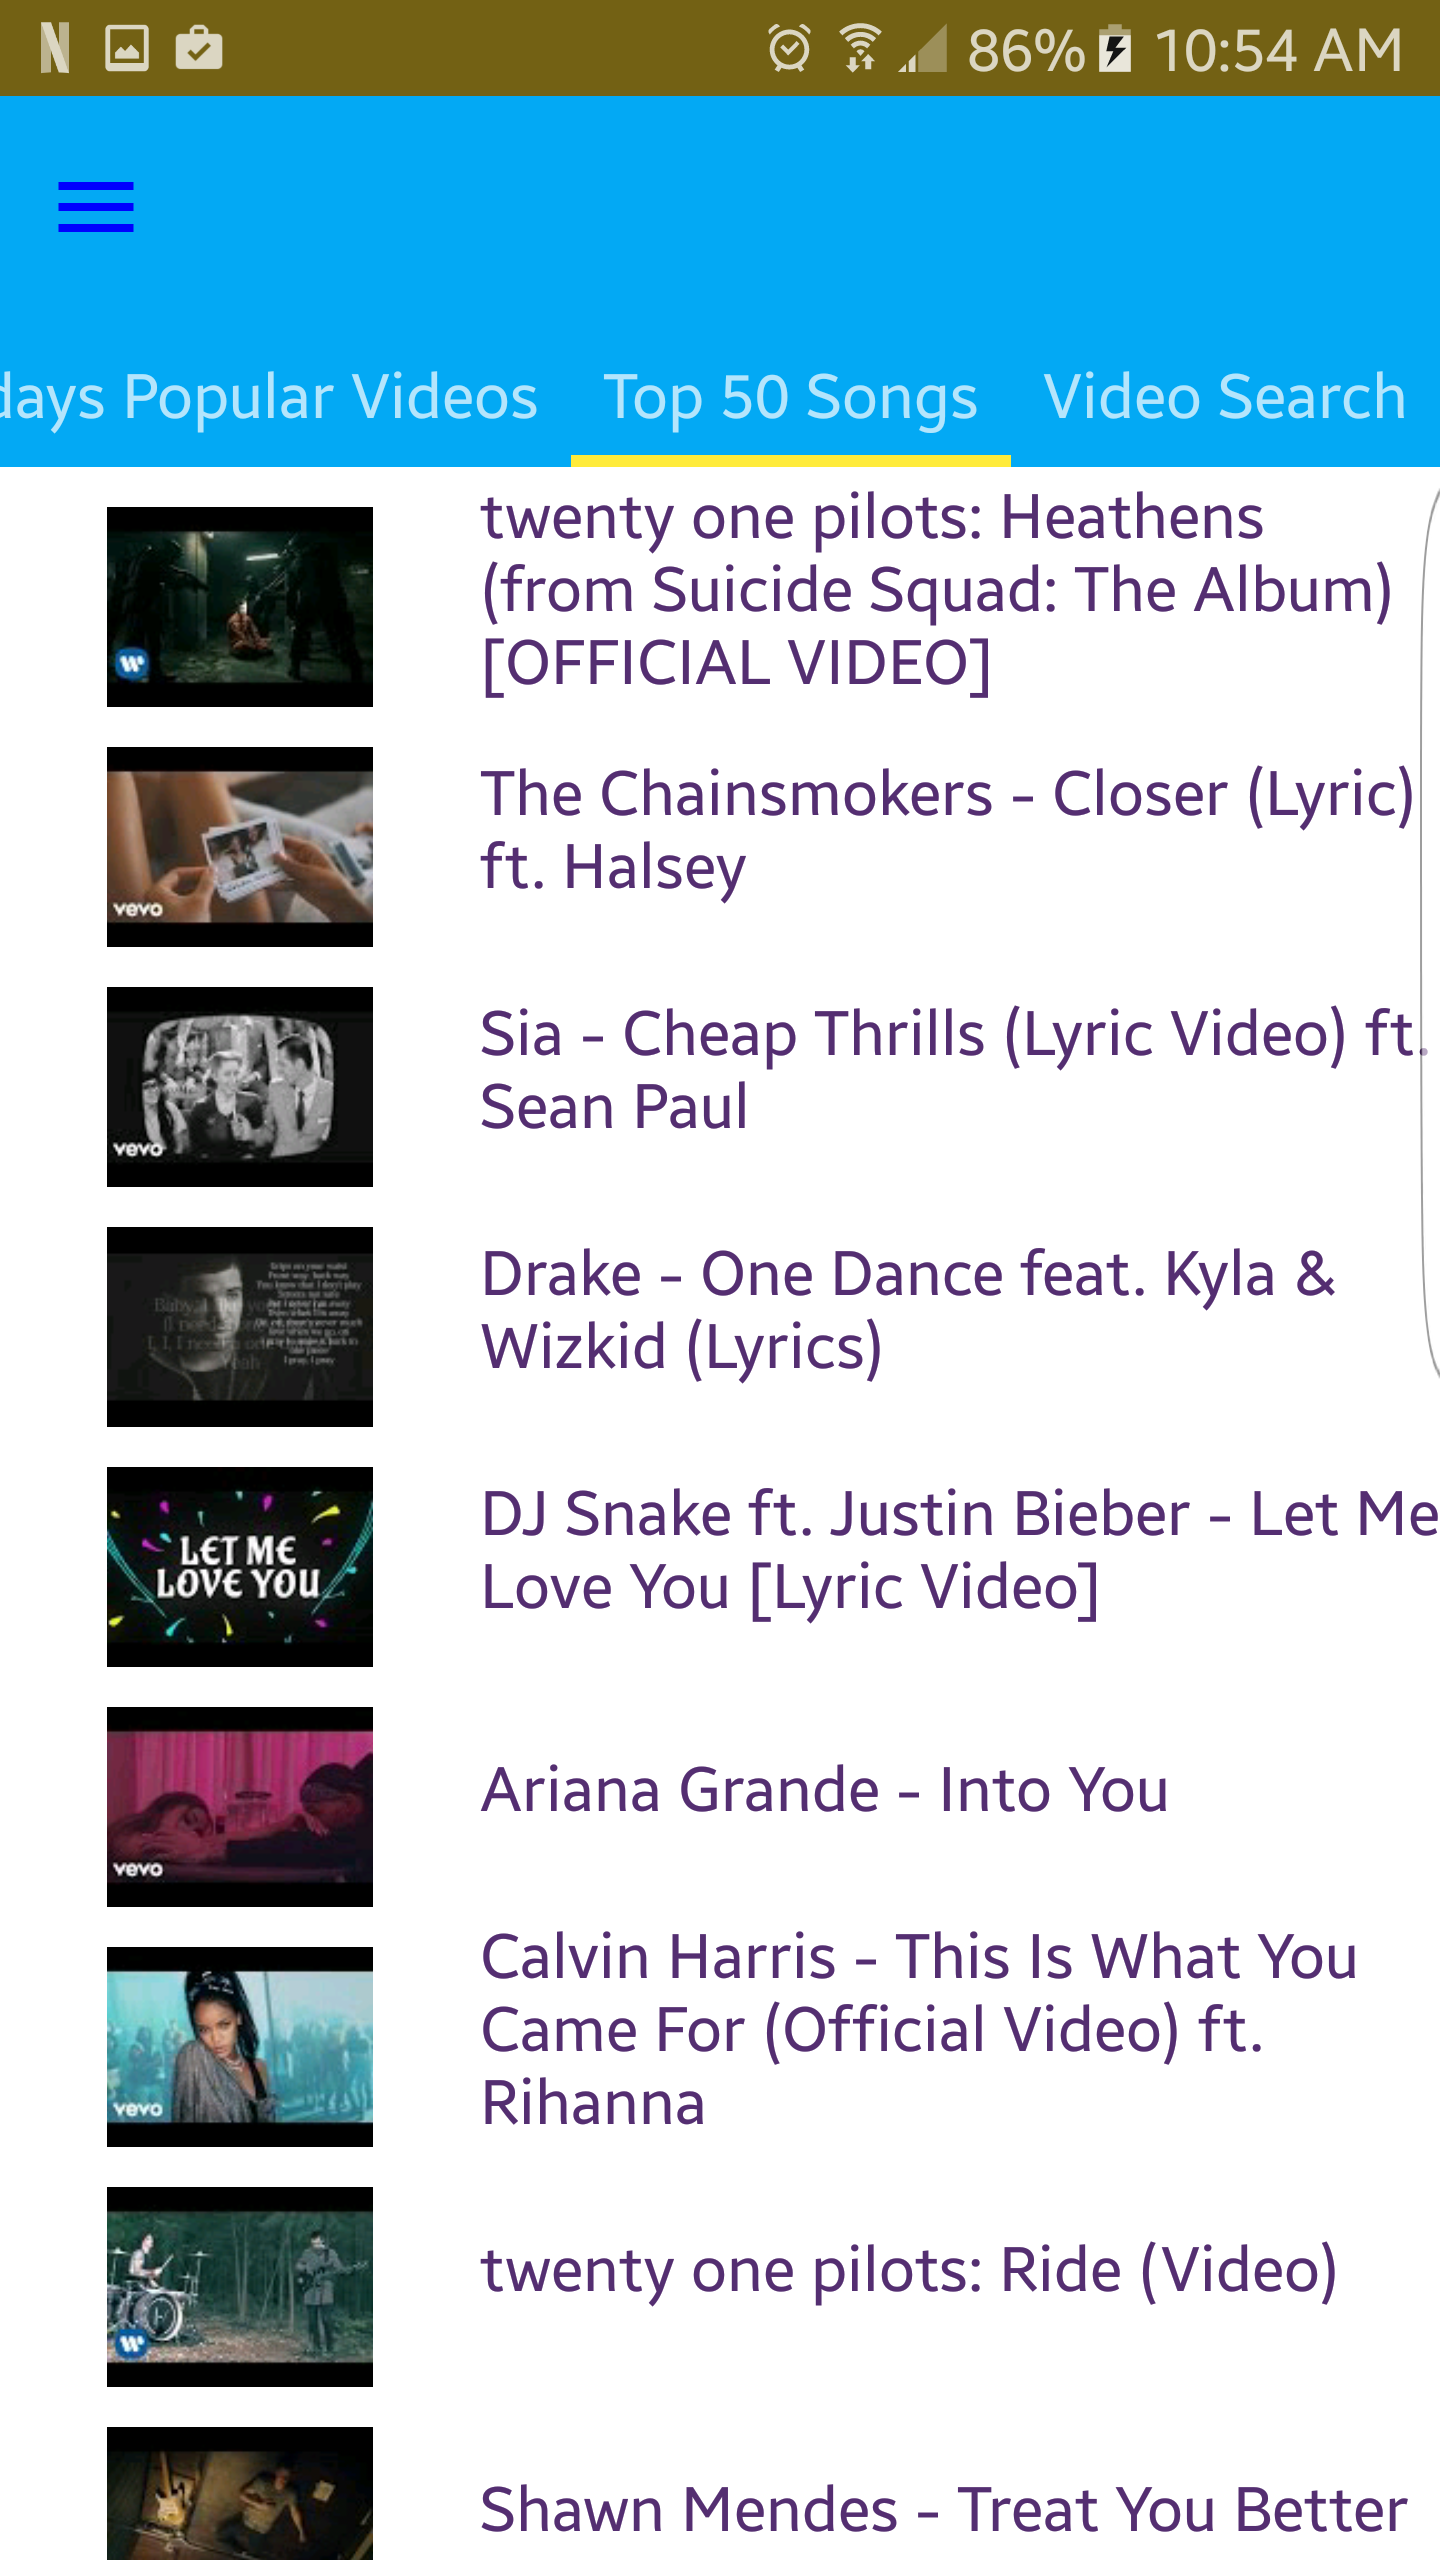 86% 10:54 AM
days Popular Videos Top 50 Songs Video Search
twenty one pilots: Heathens
(from Suicide Squad: The Album)
[OFFICIAL VIDEO]
The Chainsmokers - Closer (Lyric)
ft. Halsey
vevo
Sia - Cheap Thrills (Lyric Video) ft.
Sean Paul
vevo
Drake - One Dance feat. Kyla &
Wizkid (Lyrics)
DJ Snake ft. Justin Bieber - Let Me
Love You [Lyric Video]
LET ME
LOVE YOU
Ariana Grande - Into You
vevo
Calvin Harris - This Is What You
Came For (Official Video) ft.
Rihanna
vevo
twenty one pilots: Ride (Video)
Shawn Mendes - Treat You Better